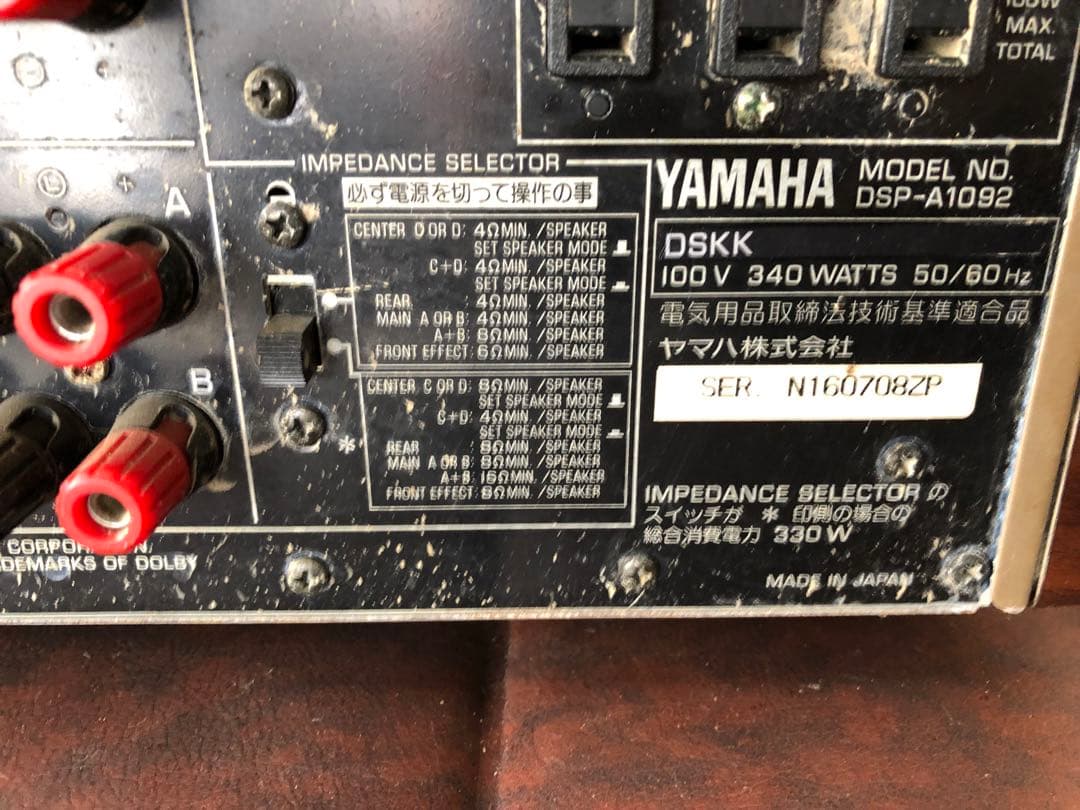 100W
MAX.
TOTAL
IMPEDANCE SELECTOR
必ず電源を切って操作の事
CENTER C OR D: 4ΩMIN. /SPEAKER
SET SPEAKER MODE
C+D: 4ΩMIN. /SPEAKER
SET SPEAKER MODE
REAR : 4ΩMIN. /SPEAKER
MAIN A OR B: 4ΩMIN. /SPEAKER
A+B: 8ΩMIN. /SPEAKER
FRONT EFFECT: 6ΩMIN. /SPEAKER
CENTER C OR D: 8ΩMIN. /SPEAKER
SET SPEAKER MODE
C+D: 4ΩMIN. /SPEAKER
SET SPEAKER MODE
REAR : 8ΩMIN. /SPEAKER
MAIN A OR B: 8ΩMIN. /SPEAKER
A+B: 16ΩMIN. /SPEAKER
FRONT EFFECT: 8ΩMIN. /SPEAKER
*
A
B
+
YAMAHA
MODEL NO.
DSP-A1092
DSKK
100V 340 WATTS 50/60 Hz
電気用品取締法技術基準適合品
ヤマハ株式会社
SER. N160708ZP
IMPEDANCE SELECTOR の
スイッチが * 印側の場合の
総合消費電力 330W
MADE IN JAPAN
CORPORATION.
DEMARKS OF DOLBY